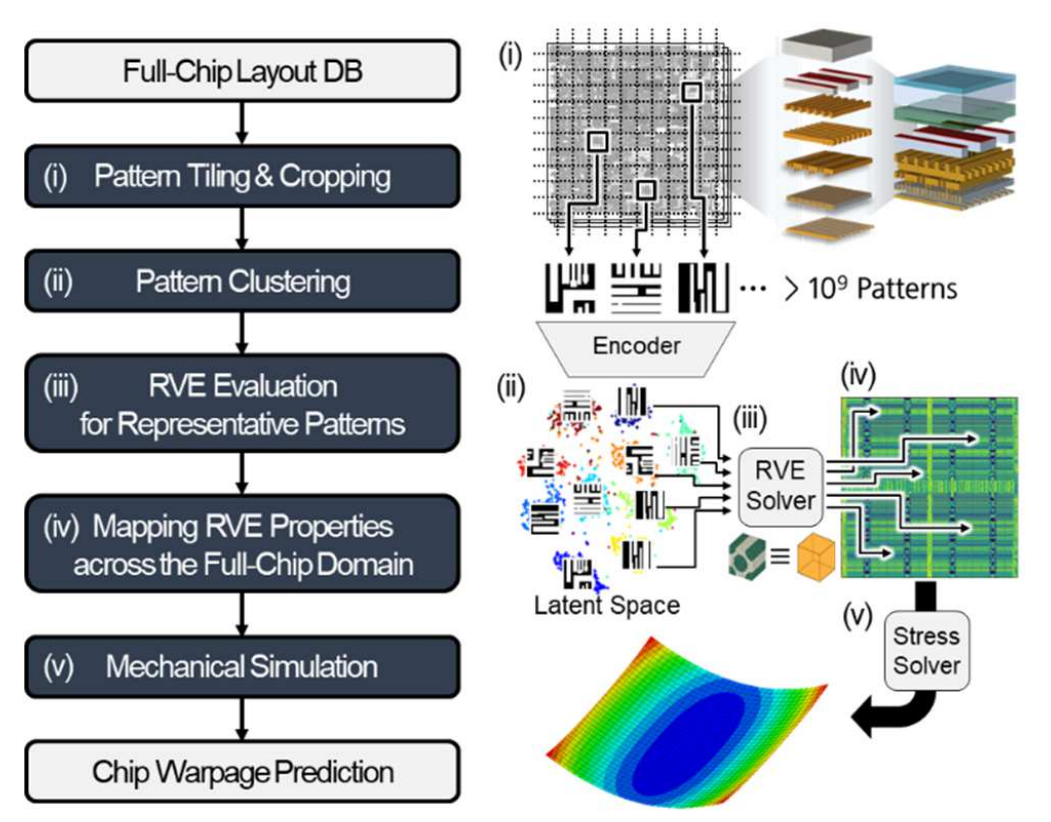 Full-Chip Layout DB
(i) Pattern Tiling & Cropping
(ii) Pattern Clustering
(iii) RVE Evaluation
for Representative Patterns
(iv) Mapping RVE Properties
across the Full-Chip Domain
(v) Mechanical Simulation
Chip Warpage Prediction
(i)
··· > 10⁹ Patterns
Encoder
(ii)
(iii)
(iv)
RVE
Solver
≡
Latent Space
(v)
Stress
Solver